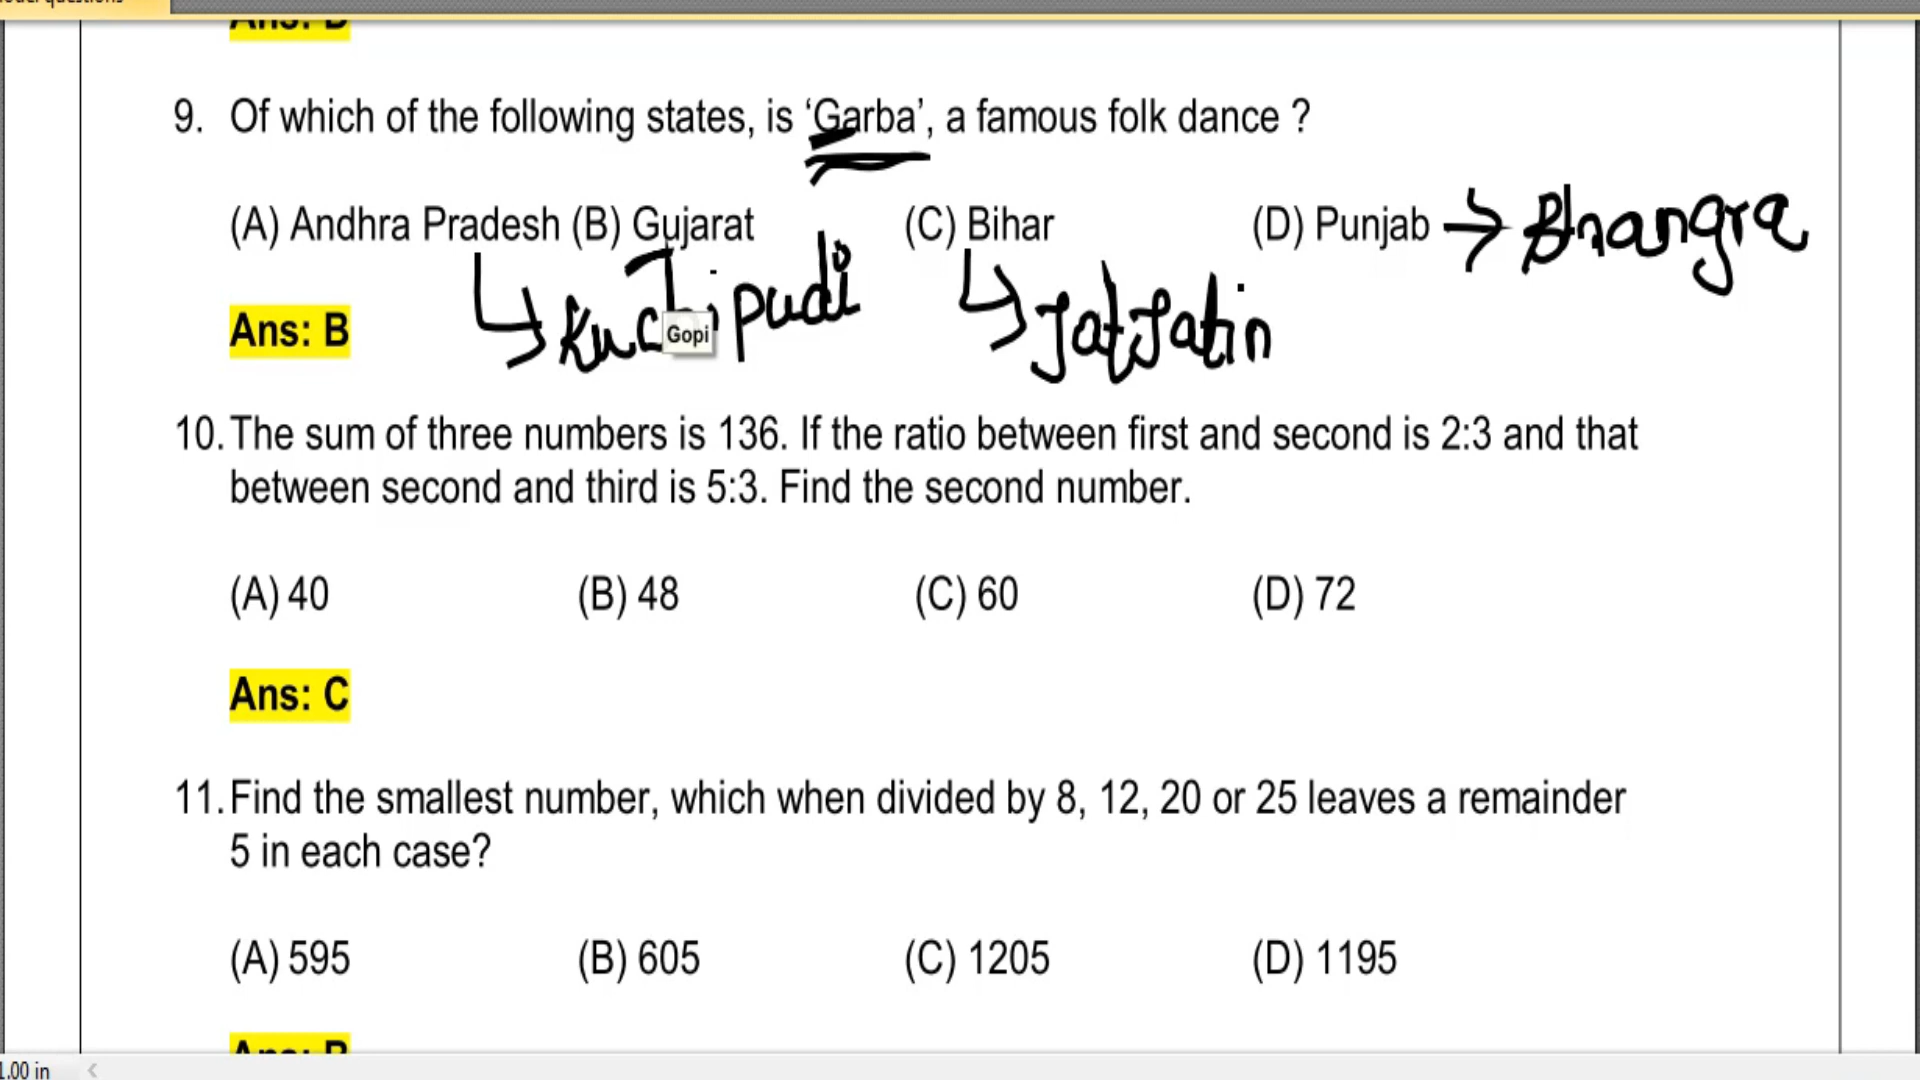 Ans: B
9. Of which of the following states, is ‘Garba’, a famous folk dance ?
(A) Andhra Pradesh (B) Gujarat (C) Bihar (D) Punjab → Bhangra
Ans: B pudi JatJatin
Gopi
10. The sum of three numbers is 136. If the ratio between first and second is 2:3 and that
between second and third is 5:3. Find the second number.
(A) 40 (B) 48 (C) 60 (D) 72
Ans: C
11. Find the smallest number, which when divided by 8, 12, 20 or 25 leaves a remainder
5 in each case?
(A) 595 (B) 605 (C) 1205 (D) 1195
1.00 in